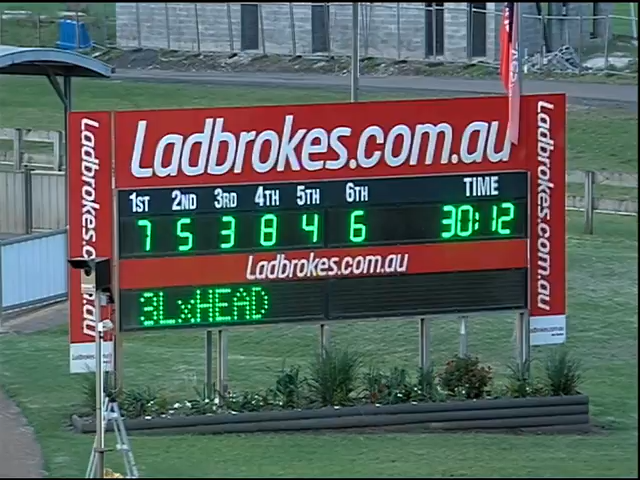 Ladbrokes.com.au
1ST 2ND 3RD 4TH 5TH 6TH TIME
7 5 3 8 4 6 30:12
Ladbrokes.com.au
3LxHEAD
Ladbrokes.c .au
Ladbrokes.com.au